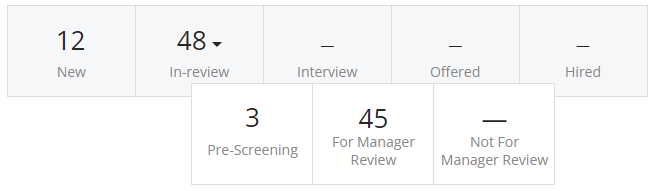 12 48 — — —
New In-review Interview Offered Hired
3 45 —
Pre-Screening For Manager Not For
Review Manager Review